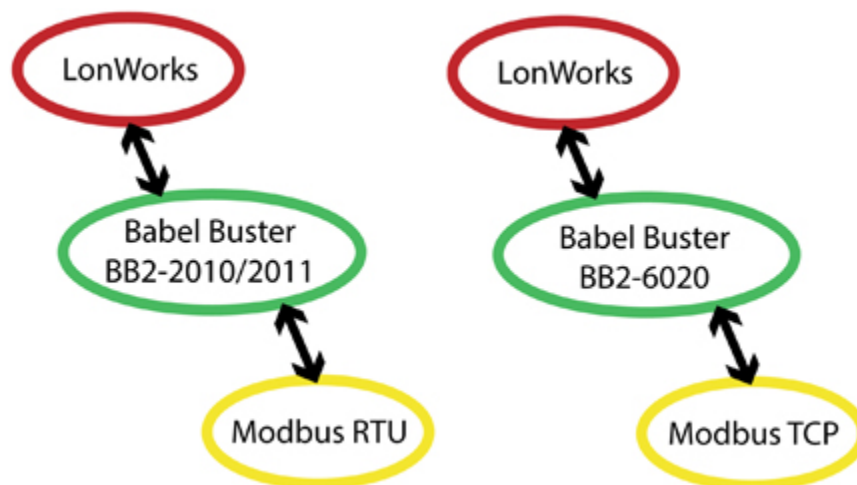 LonWorks
Babel Buster
BB2-2010/2011
Modbus RTU
LonWorks
Babel Buster
BB2-6020
Modbus TCP